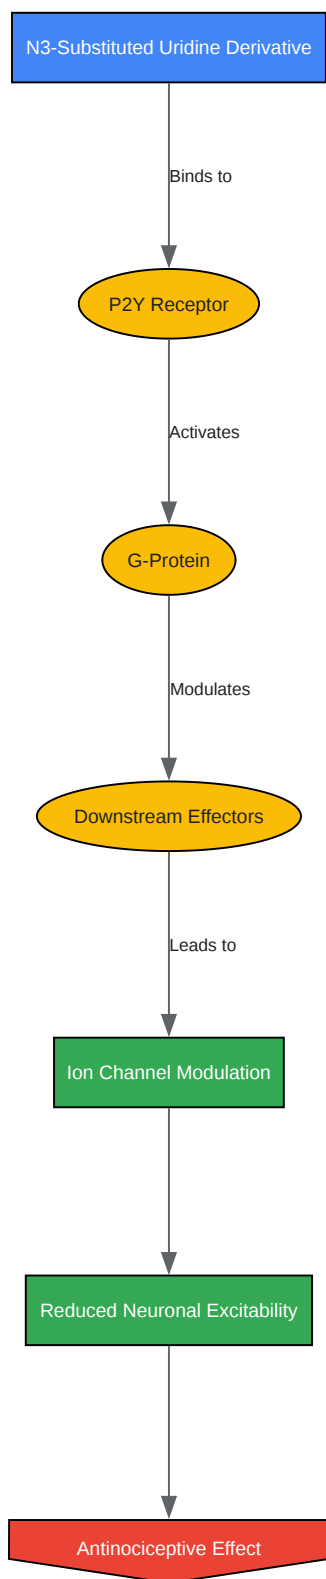 N3-Substituted Uridine Derivative
Binds to
P2Y Receptor
Activates
G-Protein
Modulates
Downstream Effectors
Leads to
Ion Channel Modulation
Reduced Neuronal Excitability
Antinociceptive Effect